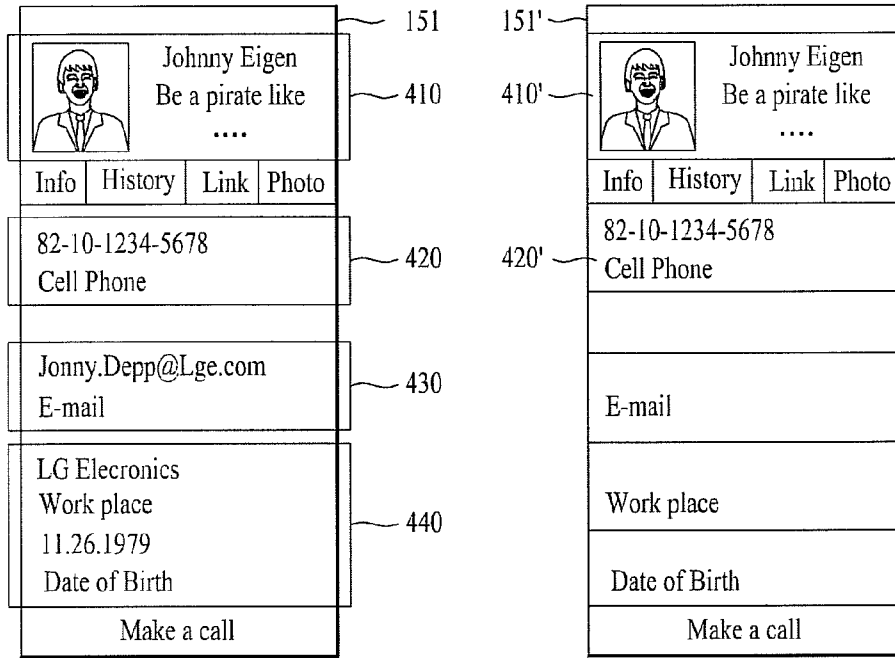 151
Johnny Eigen
Be a pirate like
....
410
Info History Link Photo
82-10-1234-5678
Cell Phone
420
Jonny.Depp@Lge.com
E-mail
430
LG Elecronics
Work place
11.26.1979
Date of Birth
440
Make a call
151'
Johnny Eigen
Be a pirate like
....
410'
Info History Link Photo
82-10-1234-5678
Cell Phone
420'
E-mail
Work place
Date of Birth
Make a call